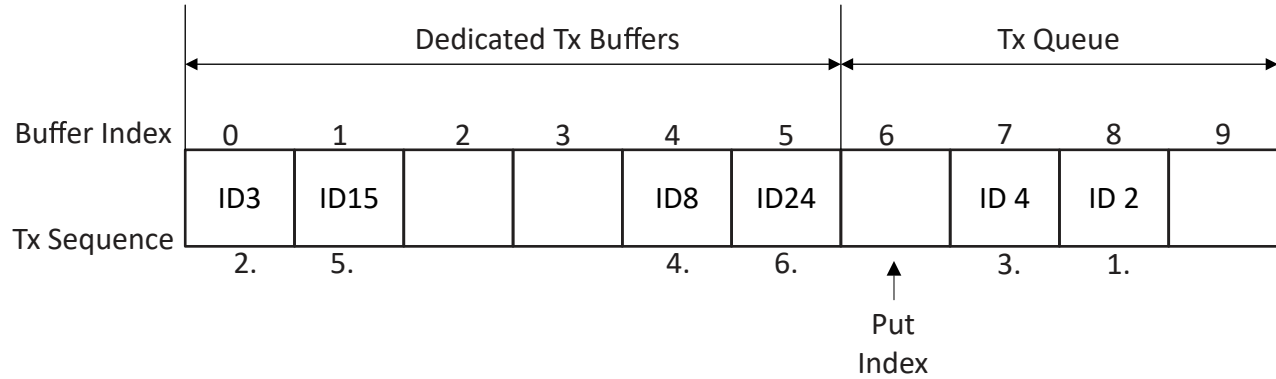 Dedicated Tx Buffers Tx Queue
Buffer Index 0 1 2 3 4 5 6 7 8 9
ID3 ID15 ID8 ID24 ID 4 ID 2
Tx Sequence
2. 5. 4. 6. 3. 1.
Put
Index